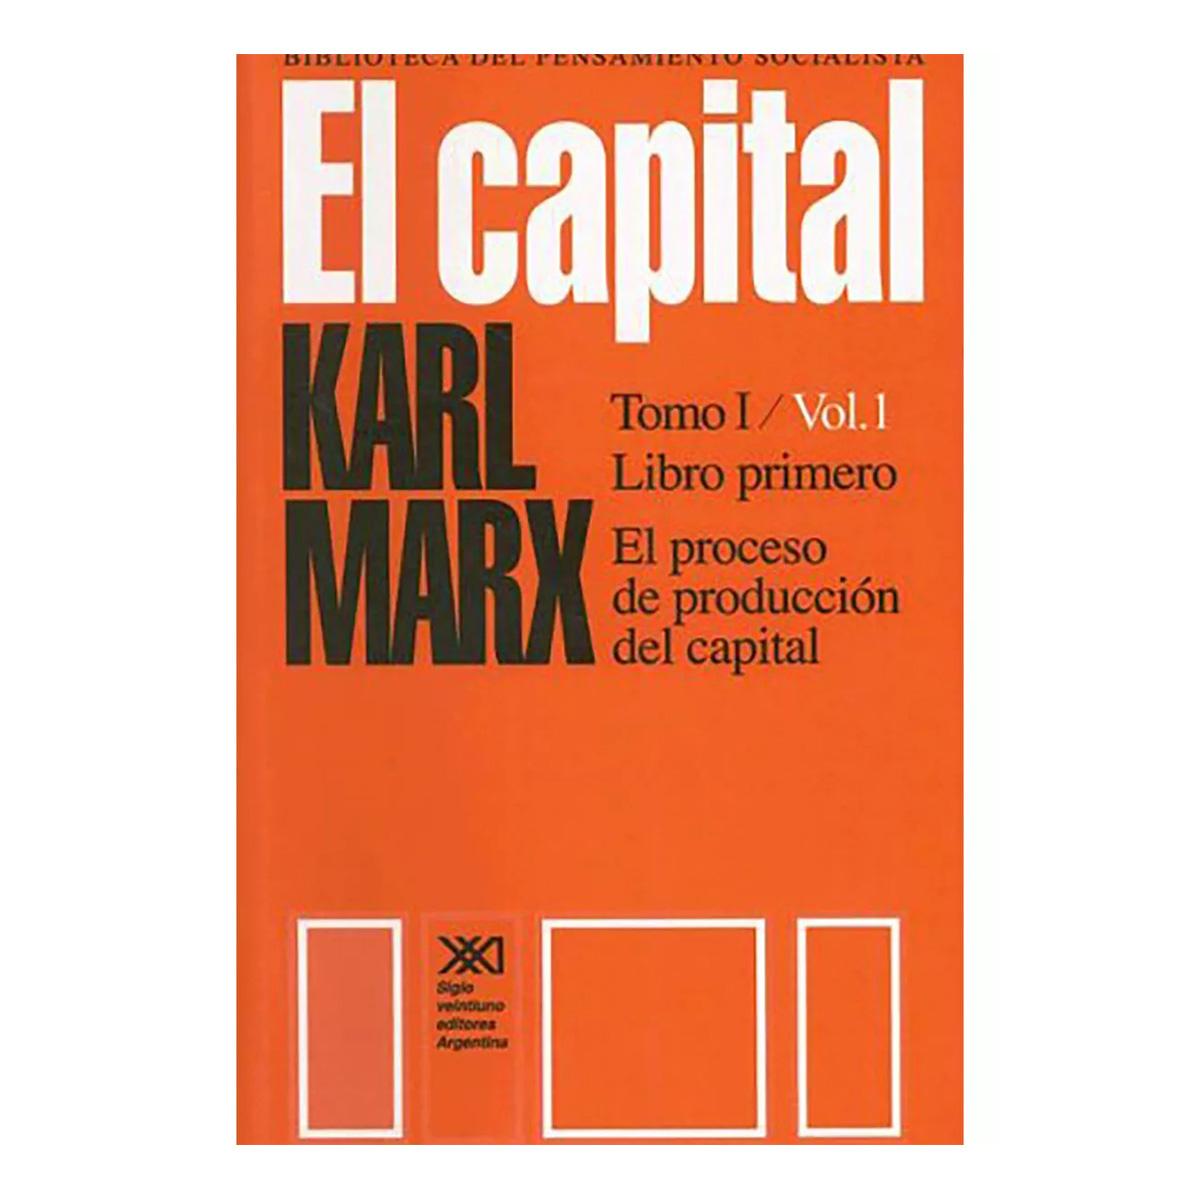 BIBLIOTECA DEL PENSAMIENTO SOCIALISTA
El capital
KARL
MARX
Tomo I / Vol. 1
Libro primero
El proceso
de producción
del capital
Siglo
veintiuno
editores
Argentina